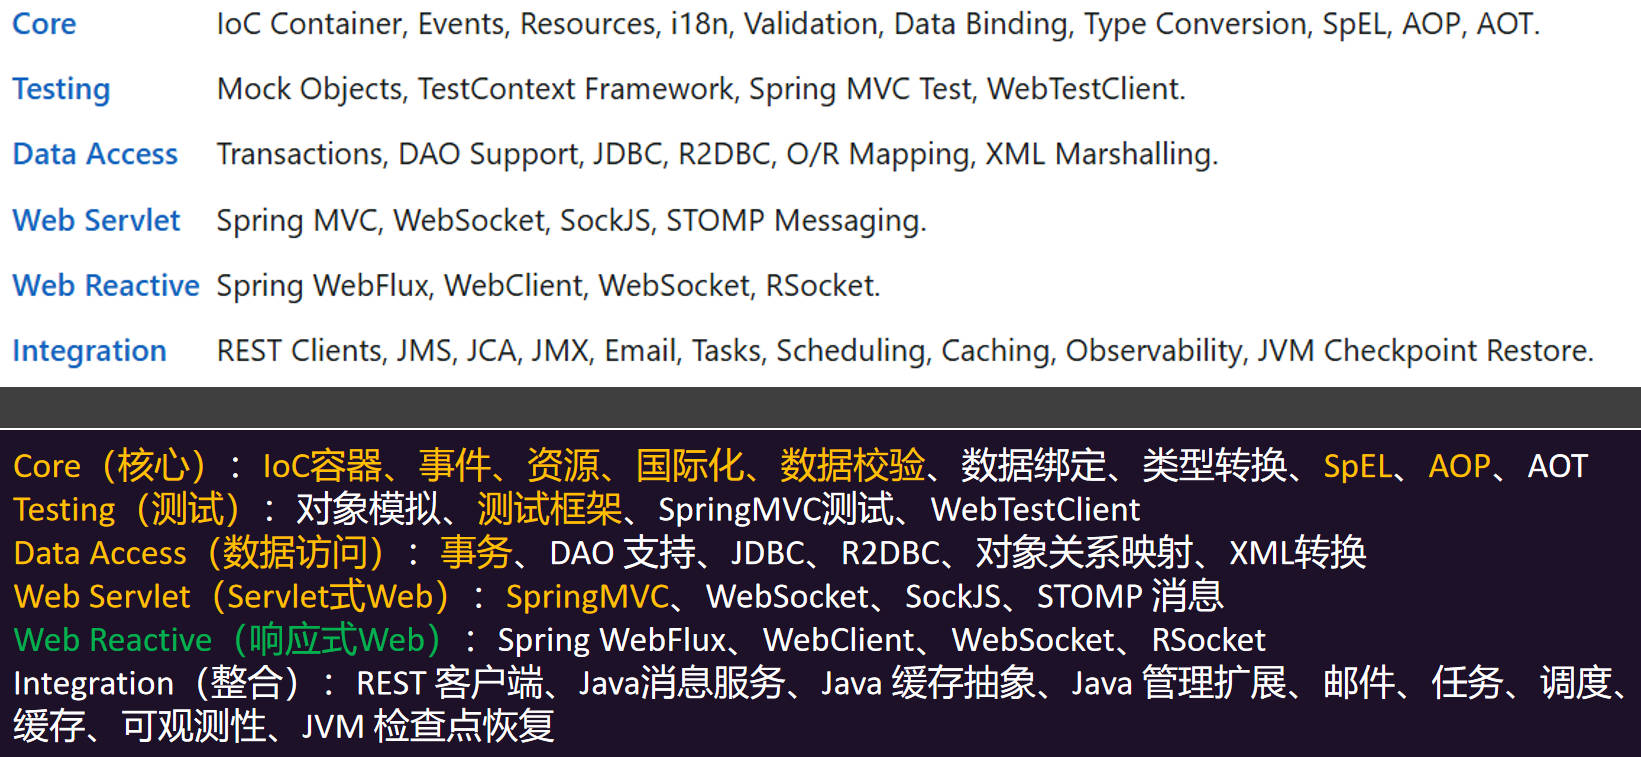 Core IoC Container, Events, Resources, i18n, Validation, Data Binding, Type Conversion, SpEL, AOP, AOT.
Testing Mock Objects, TestContext Framework, Spring MVC Test, WebTestClient.
Data Access Transactions, DAO Support, JDBC, R2DBC, O/R Mapping, XML Marshalling.
Web Servlet Spring MVC, WebSocket, SockJS, STOMP Messaging.
Web Reactive Spring WebFlux, WebClient, WebSocket, RSocket.
Integration REST Clients, JMS, JCA, JMX, Email, Tasks, Scheduling, Caching, Observability, JVM Checkpoint Restore.
Core（核心）：IoC容器、事件、资源、国际化、数据校验、数据绑定、类型转换、SpEL、AOP、AOT
Testing（测试）：对象模拟、测试框架、SpringMVC测试、WebTestClient
Data Access（数据访问）：事务、DAO 支持、JDBC、R2DBC、对象关系映射、XML转换
Web Servlet（Servlet式Web）：SpringMVC、WebSocket、SockJS、STOMP 消息
Web Reactive（响应式Web）：Spring WebFlux、WebClient、WebSocket、RSocket
Integration（整合）：REST 客户端、Java消息服务、Java 缓存抽象、Java 管理扩展、邮件、任务、调度、
缓存、可观测性、JVM 检查点恢复